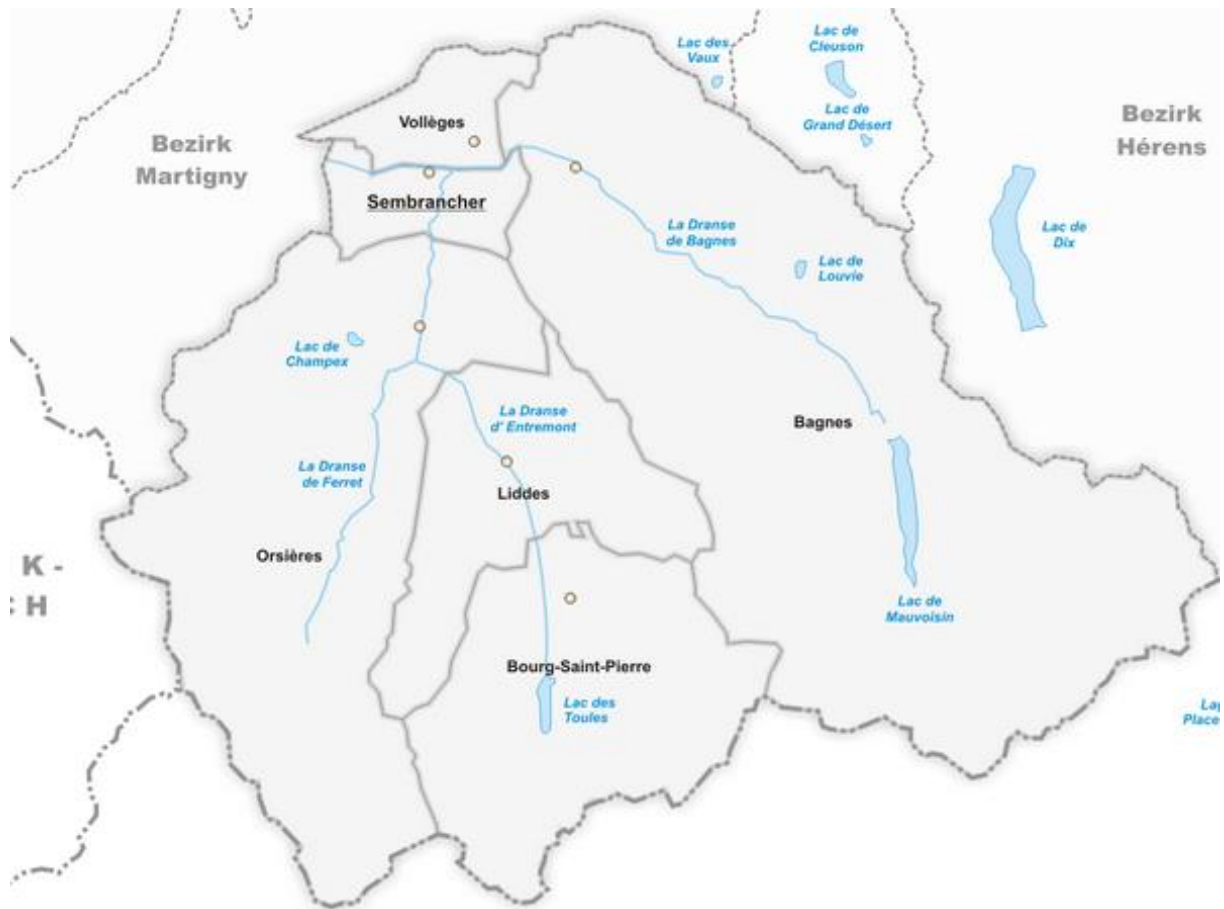 Lac des
Vaux
Lac de
Cleuson
Lac de
Grand Désert
Bezirk
Hérens
Bezirk
Martigny
Vollèges
Sembrancher
La Dranse
de Bagnes
Lac de
Dix
Lac de
Louvie
Lac de
Champex
La Dranse
d' Entremont
Bagnes
La Dranse
de Ferret
Liddes
Orsières
K -
H
Lac de
Mauvoisin
Bourg-Saint-Pierre
Lac des
Toules
Place